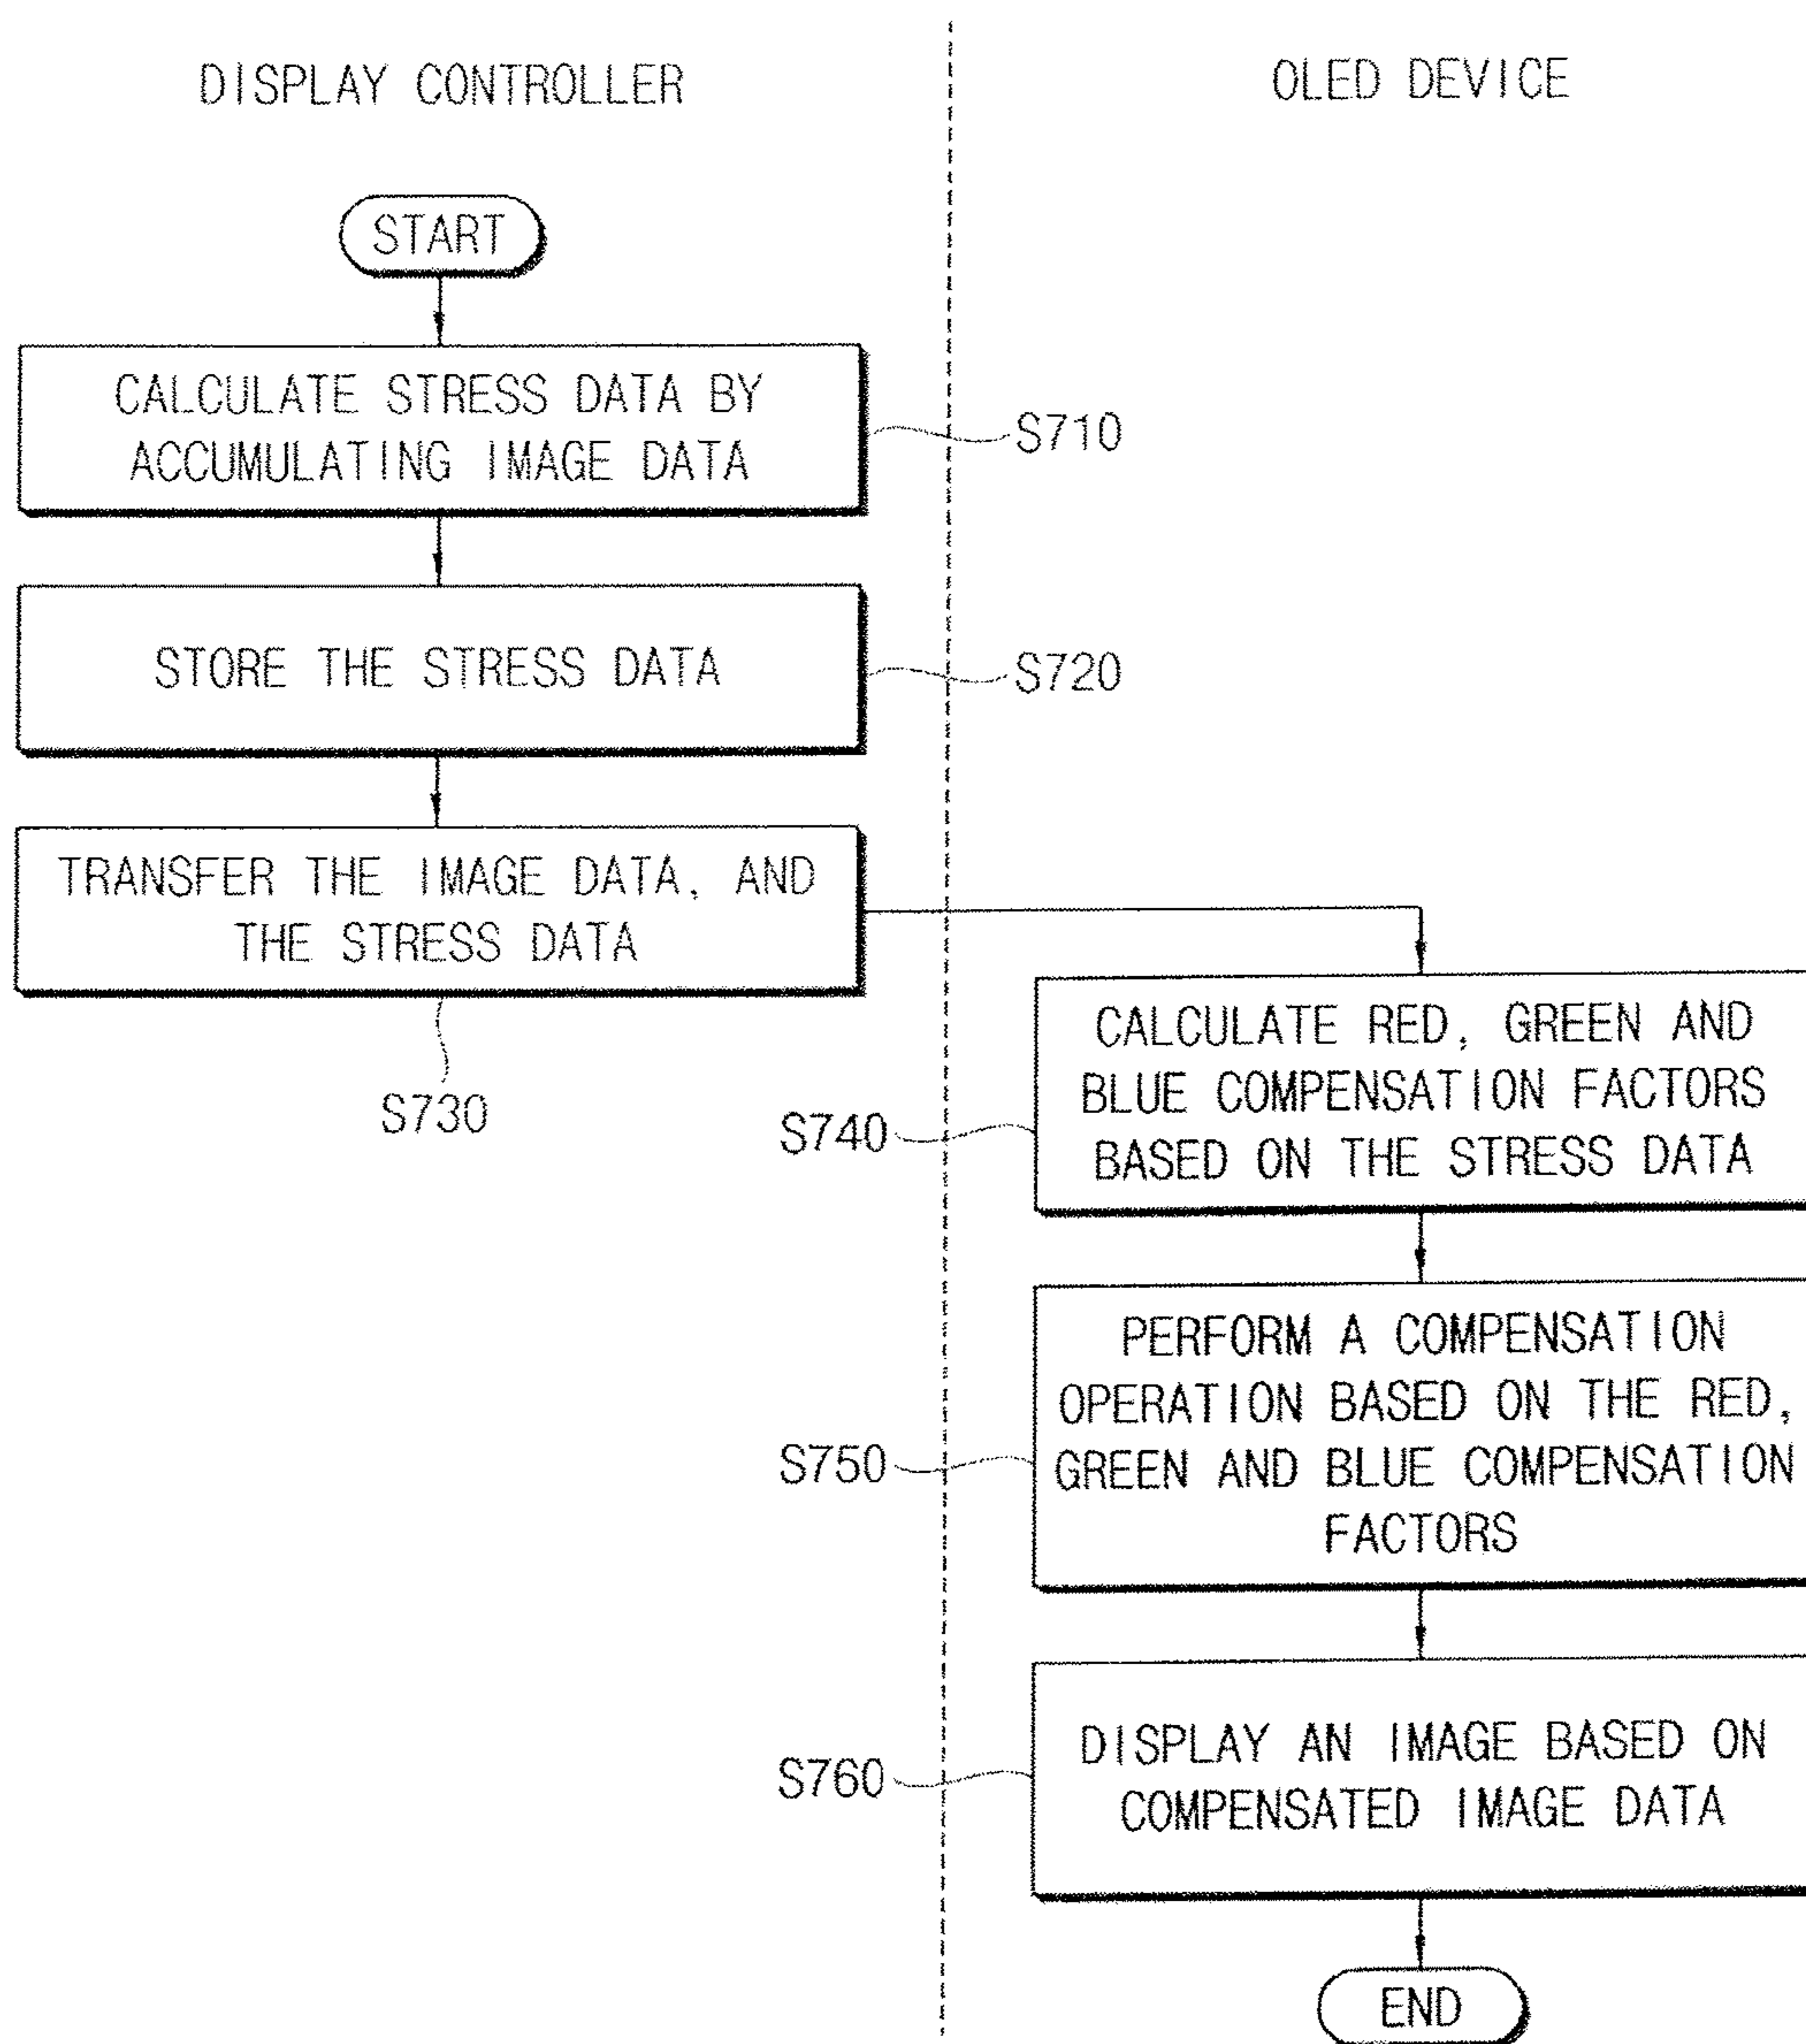 DISPLAY CONTROLLER
OLED DEVICE
START
CALCULATE STRESS DATA BY
ACCUMULATING IMAGE DATA
S710
STORE THE STRESS DATA
S720
TRANSFER THE IMAGE DATA, AND
THE STRESS DATA
S730
CALCULATE RED, GREEN AND
BLUE COMPENSATION FACTORS
BASED ON THE STRESS DATA
S740
PERFORM A COMPENSATION
OPERATION BASED ON THE RED,
GREEN AND BLUE COMPENSATION
FACTORS
S750
DISPLAY AN IMAGE BASED ON
COMPENSATED IMAGE DATA
S760
END